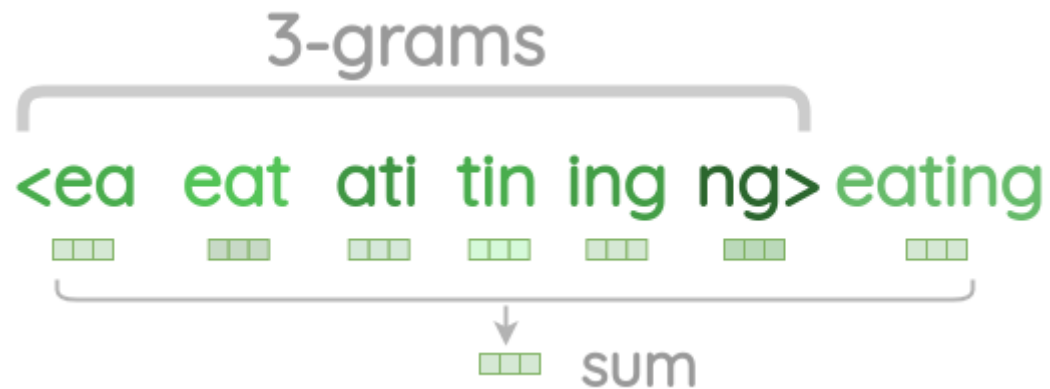 3-grams
<ea eat ati tin ing ng> eating
sum